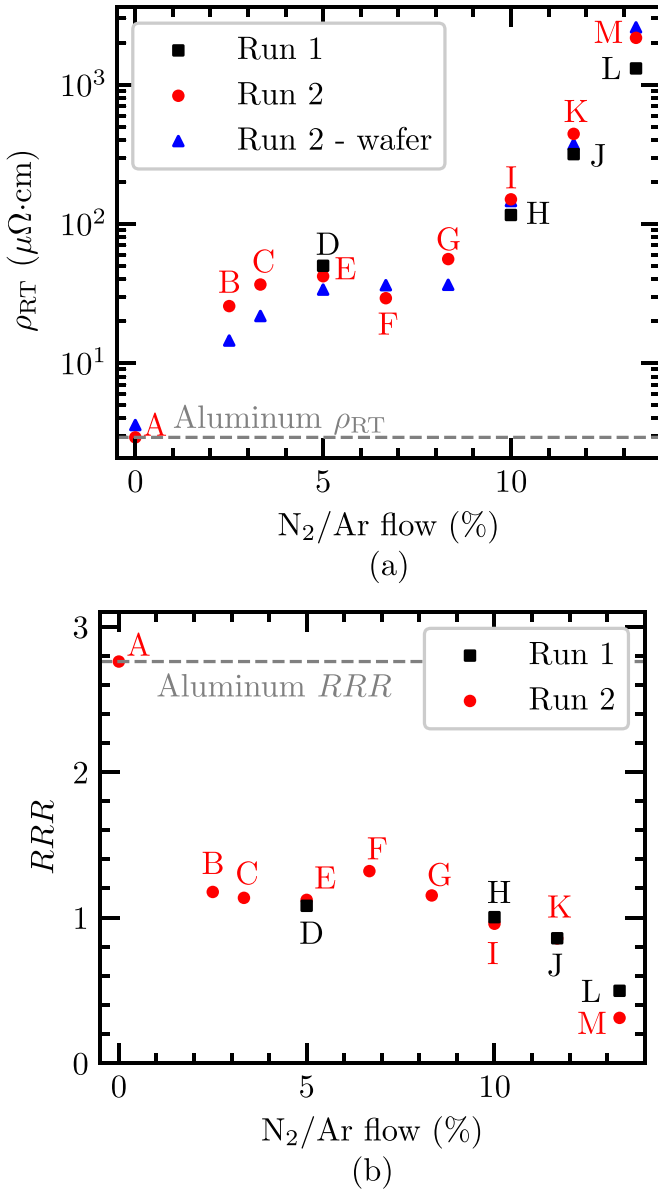 10³
10²
10¹
ρRT (μΩ·cm)
Run 1
Run 2
Run 2 - wafer
A
B
C
D
E
F
G
H
I
J
K
L
M
Aluminum ρRT
0
5
10
N₂/Ar flow (%)
(a)
3
2
1
0
RRR
Run 1
Run 2
A
Aluminum RRR
B
C
D
E
F
G
H
I
J
K
L
M
0
5
10
N₂/Ar flow (%)
(b)